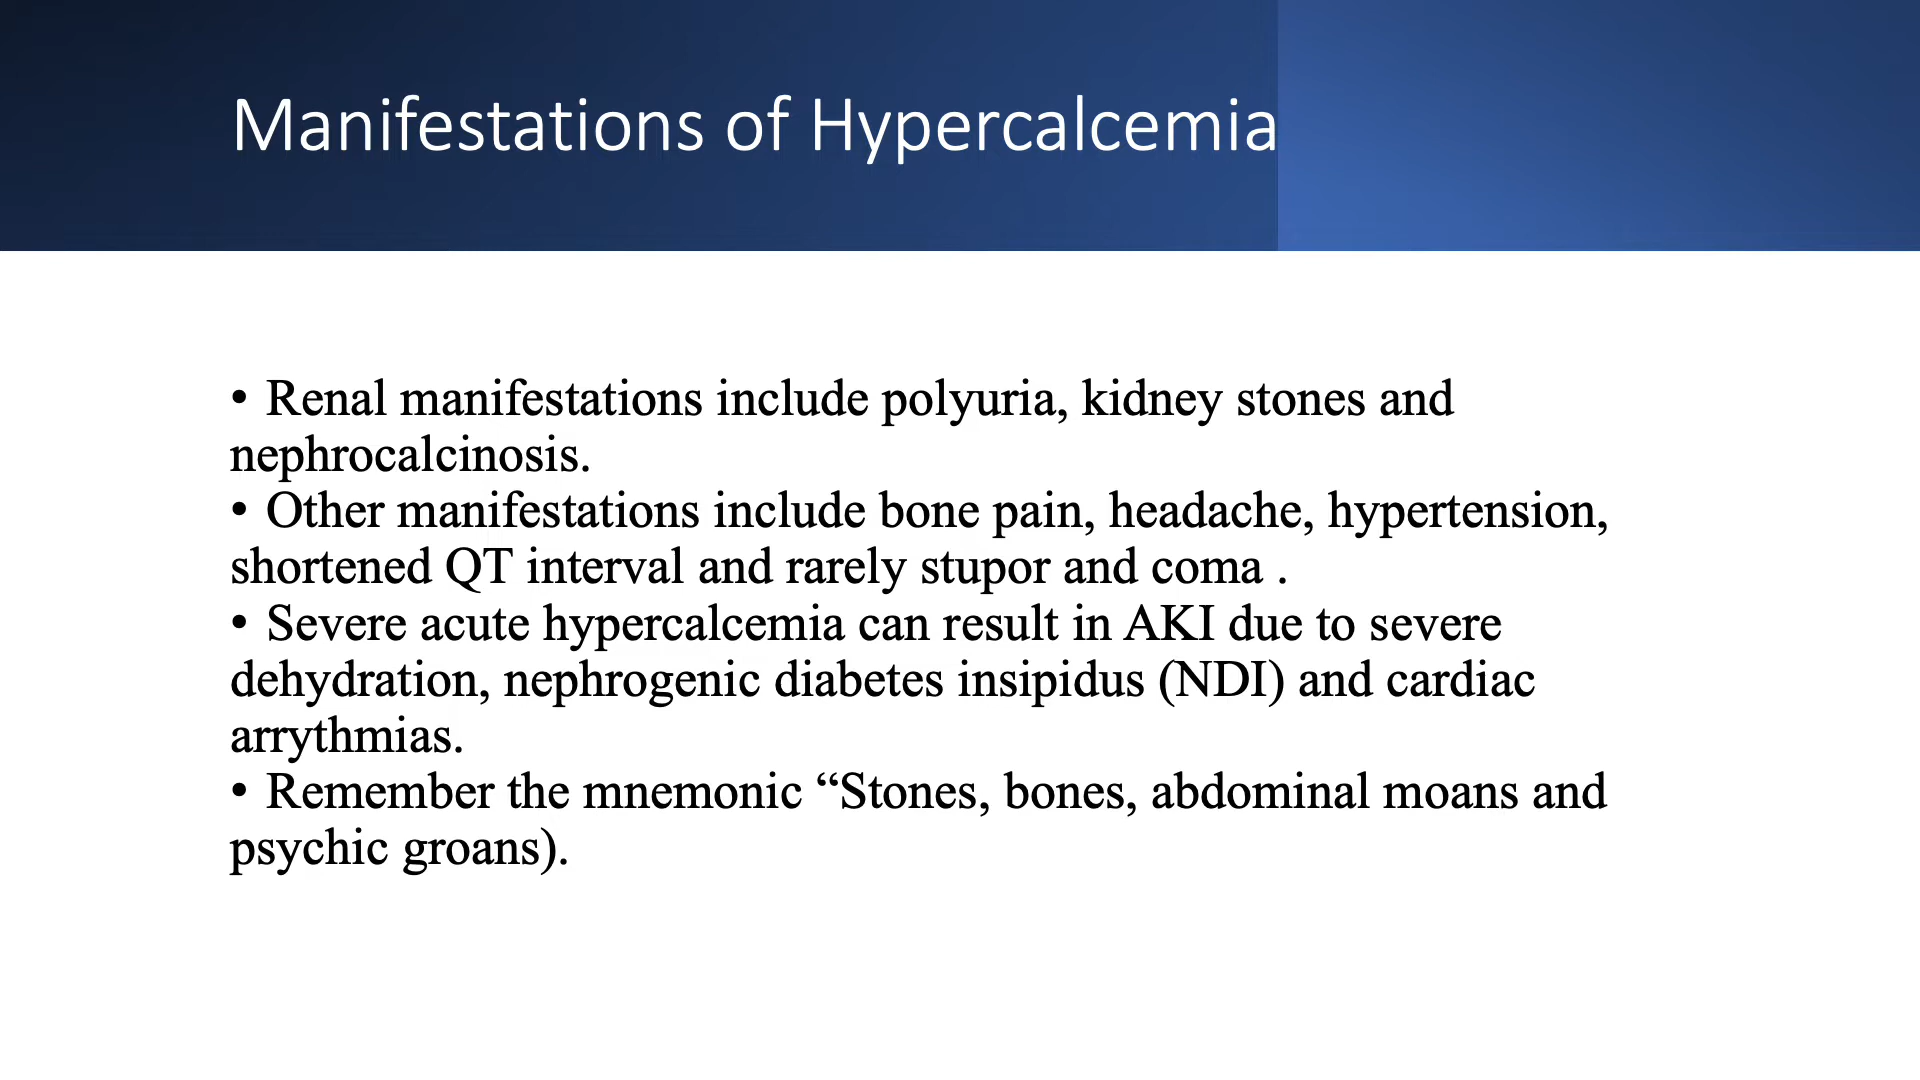 Manifestations of Hypercalcemia
• Renal manifestations include polyuria, kidney stones and
nephrocalcinosis.
• Other manifestations include bone pain, headache, hypertension,
shortened QT interval and rarely stupor and coma .
• Severe acute hypercalcemia can result in AKI due to severe
dehydration, nephrogenic diabetes insipidus (NDI) and cardiac
arrythmias.
• Remember the mnemonic “Stones, bones, abdominal moans and
psychic groans).